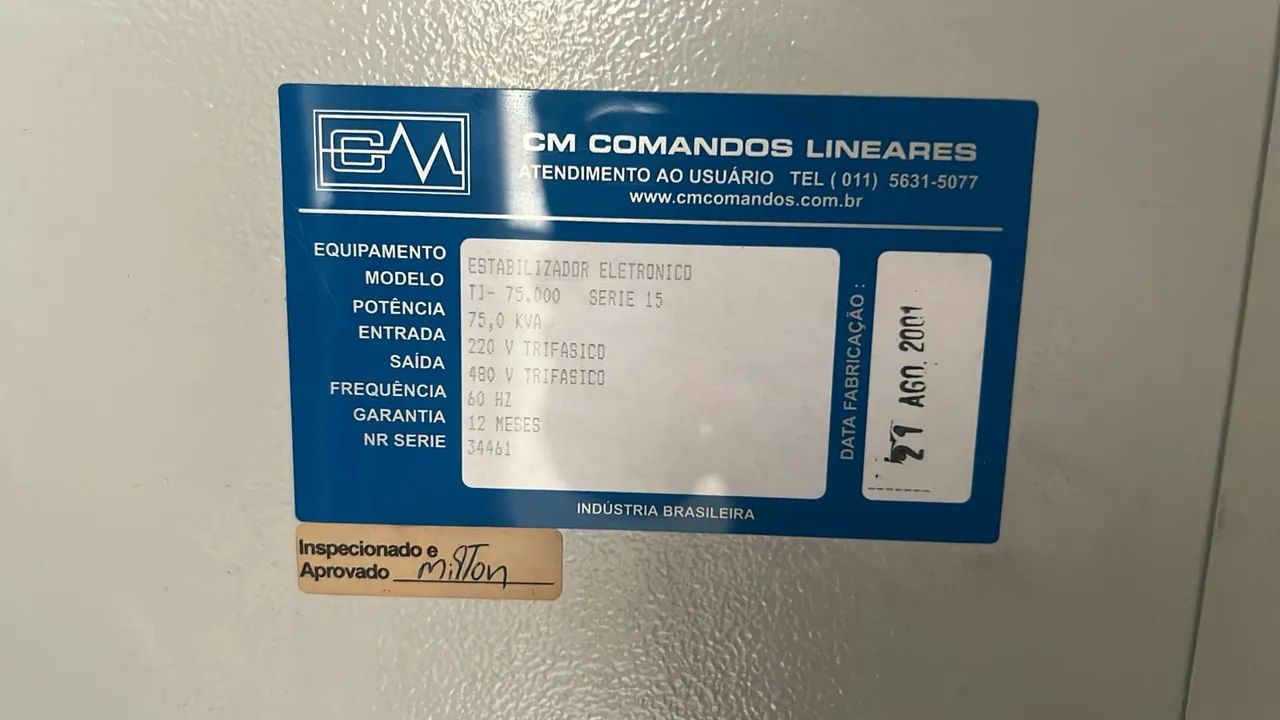 CM
CM COMANDOS LINEARES
ATENDIMENTO AO USUÁRIO TEL ( 011) 5631-5077
www.cmcomandos.com.br
EQUIPAMENTO ESTABILIZADOR ELETRONICO
MODELO TJ- 75.000 SERIE 15
POTÊNCIA 75,0 KVA
ENTRADA 220 V TRIFASICO
SAÍDA 480 V TRIFASICO
FREQUÊNCIA 60 HZ
GARANTIA 12 MESES
NR SERIE 34461
DATA FABRICAÇÃO :
AGO. 2001
INDÚSTRIA BRASILEIRA
Inspecionado e
Aprovado Milton